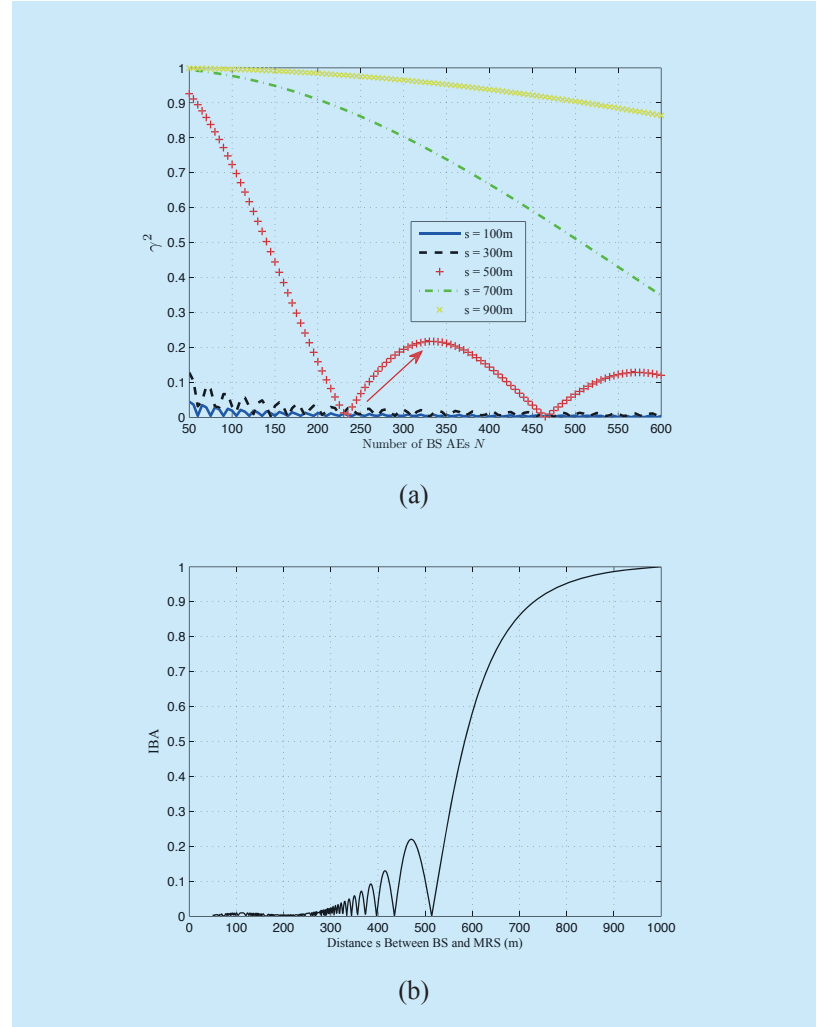 1
0.9
0.8
0.7
0.6
0.5
0.4
0.3
0.2
0.1
0
γ²
s = 100m
s = 300m
s = 500m
s = 700m
s = 900m
50 100 150 200 250 300 350 400 450 500 550 600
Number of BS AEs N
(a)
1
0.9
0.8
0.7
0.6
0.5
0.4
0.3
0.2
0.1
0
IBA
0 100 200 300 400 500 600 700 800 900 1000
Distance s Between BS and MRS (m)
(b)